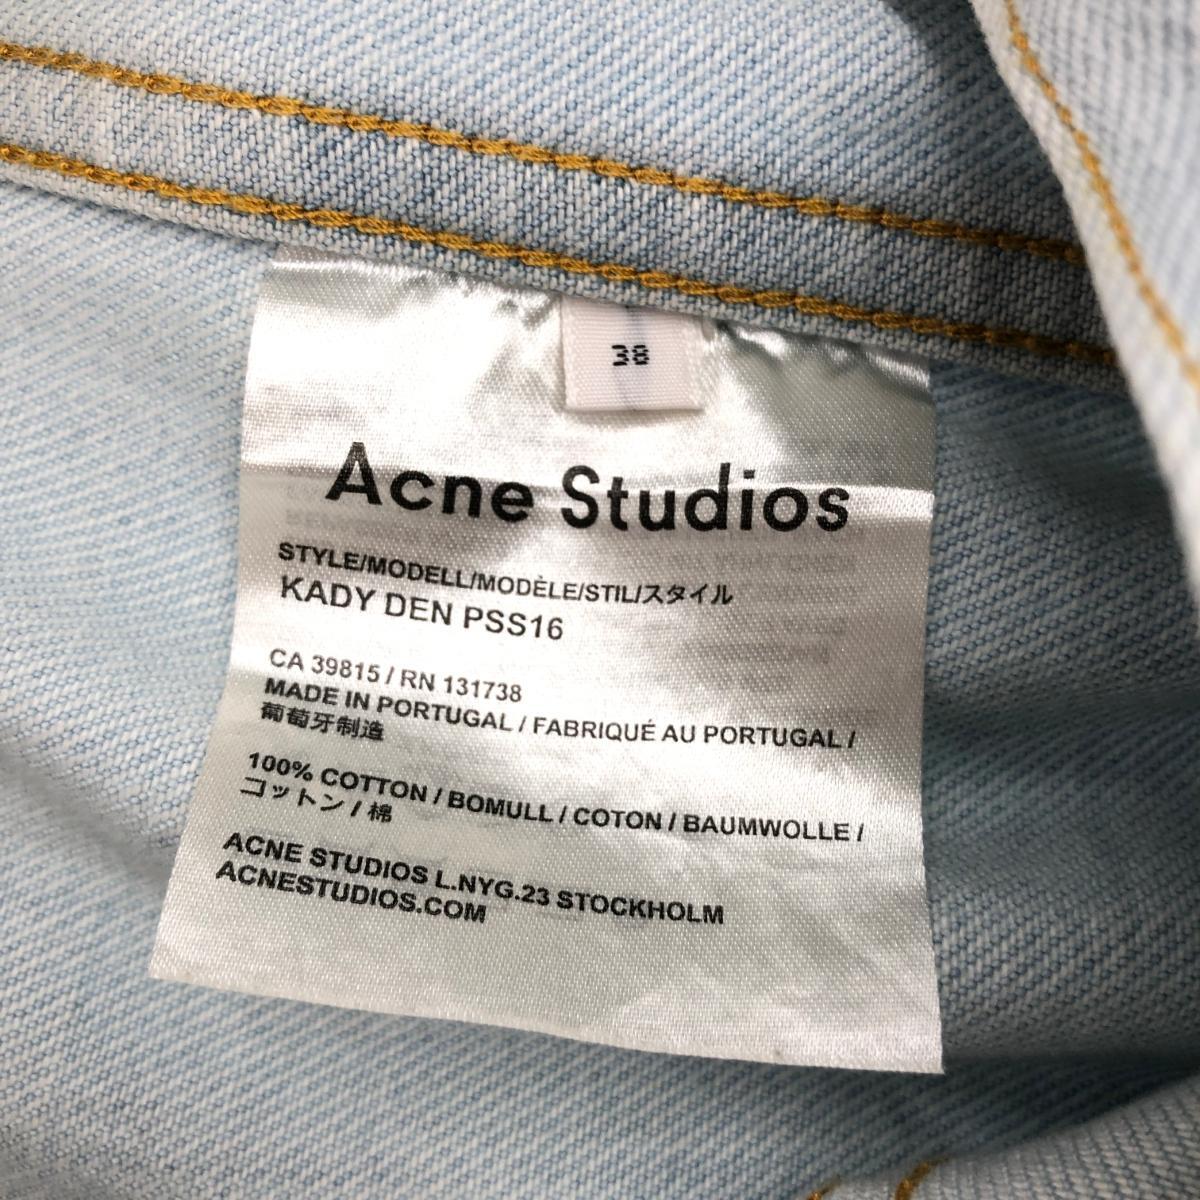 38
Acne Studios
STYLE/MODELL/MODÈLE/STIL/スタイル
KADY DEN PSS16
CA 39815 / RN 131738
MADE IN PORTUGAL / FABRIQUÉ AU PORTUGAL /
葡萄牙制造
100% COTTON / BOMULL / COTON / BAUMWOLLE /
コットン / 棉
ACNE STUDIOS L.NYG.23 STOCKHOLM
ACNESTUDIOS.COM